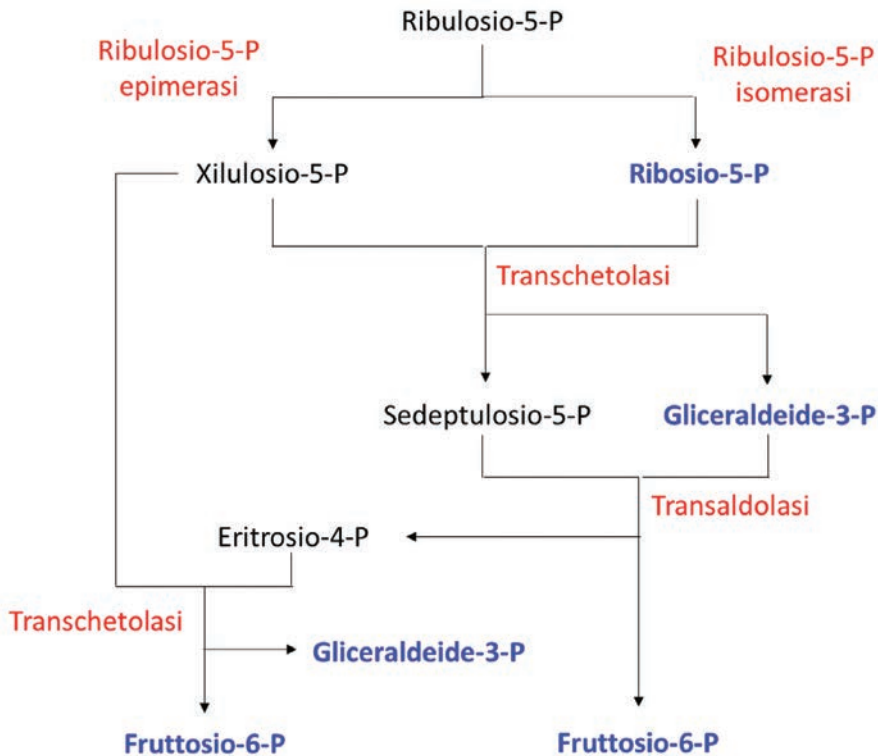 Ribulosio-5-P
Ribulosio-5-P
epimerasi
Ribulosio-5-P
isomerasi
Xilulosio-5-P
Ribosio-5-P
Transchetolasi
Sedeptulosio-5-P
Gliceraldeide-3-P
Transaldolasi
Eritrosio-4-P
Transchetolasi
Gliceraldeide-3-P
Fruttosio-6-P
Fruttosio-6-P